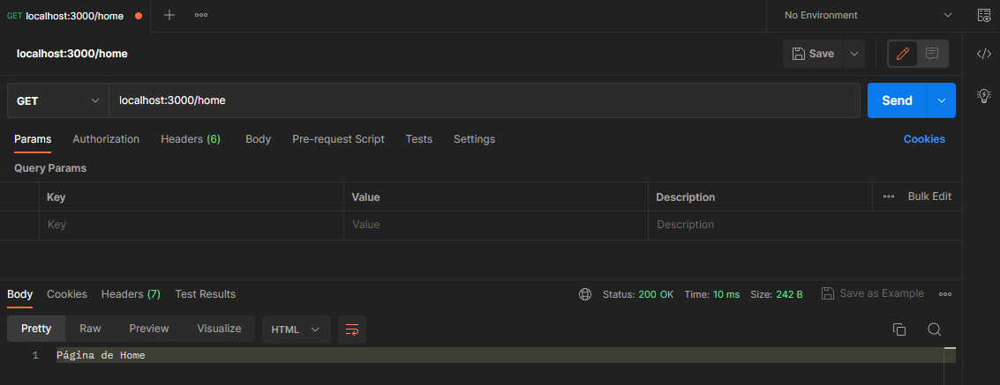 GET localhost:3000/home
No Environment
localhost:3000/home
Save
GET localhost:3000/home Send
Params Authorization Headers (6) Body Pre-request Script Tests Settings Cookies
Query Params
Key Value Description Bulk Edit
Key Value Description
Body Cookies Headers (7) Test Results Status: 200 OK Time: 10 ms Size: 242 B Save as Example
Pretty Raw Preview Visualize HTML
1 Página de Home